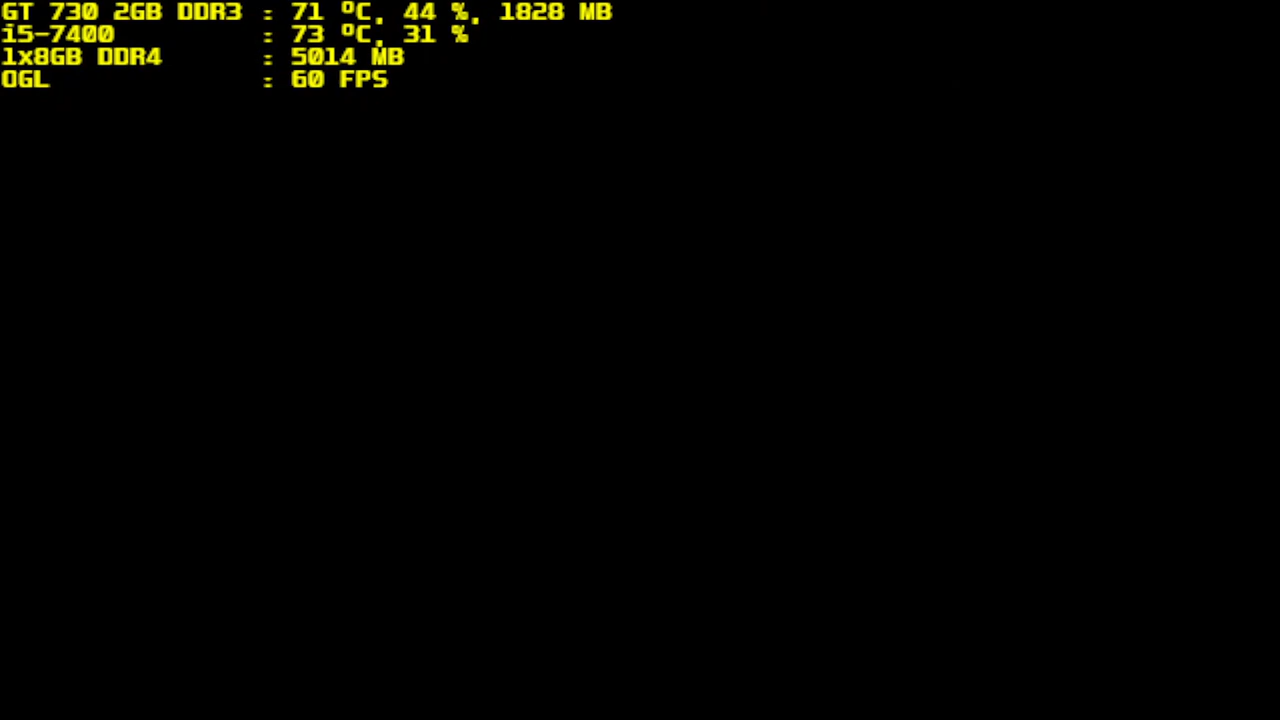 GT 730 2GB DDR3 : 71 ºC, 44 %, 1828 MB
i5-7400 : 73 ºC, 31 %
1x8GB DDR4 : 5014 MB
OGL : 60 FPS